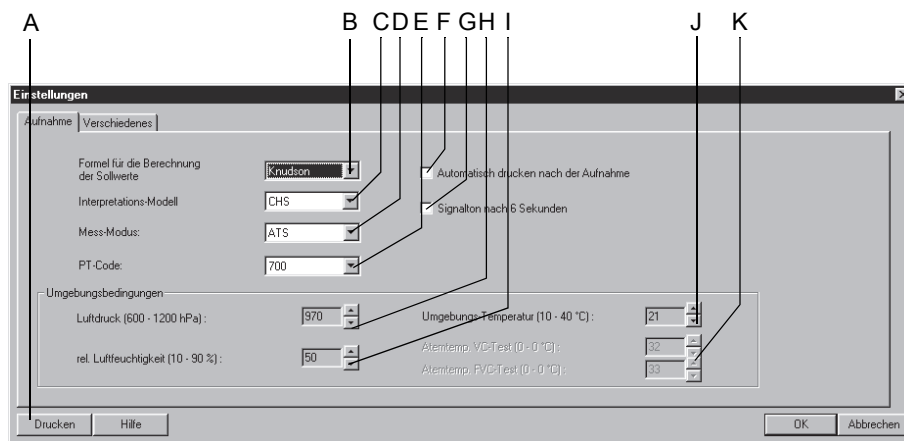 A B C D E F G H I J K
Einstellungen
Aufnahme Verschiedenes
Formel für die Berechnung
der Sollwerte
Knudson
Automatisch drucken nach der Aufnahme
Interpretations-Modell
CHS
Signalton nach 6 Sekunden
Mess-Modus:
ATS
PT-Code:
700
Umgebungsbedingungen
Luftdruck (600 - 1200 hPa) :
970
Umgebungs-Temperatur (10 - 40 °C) :
21
rel. Luftfeuchtigkeit (10 - 90 %) :
50
Atemtemp. VC-Test (0 - 0 °C) :
32
Atemtemp. FVC-Test (0 - 0 °C) :
33
Drucken Hilfe OK Abbrechen